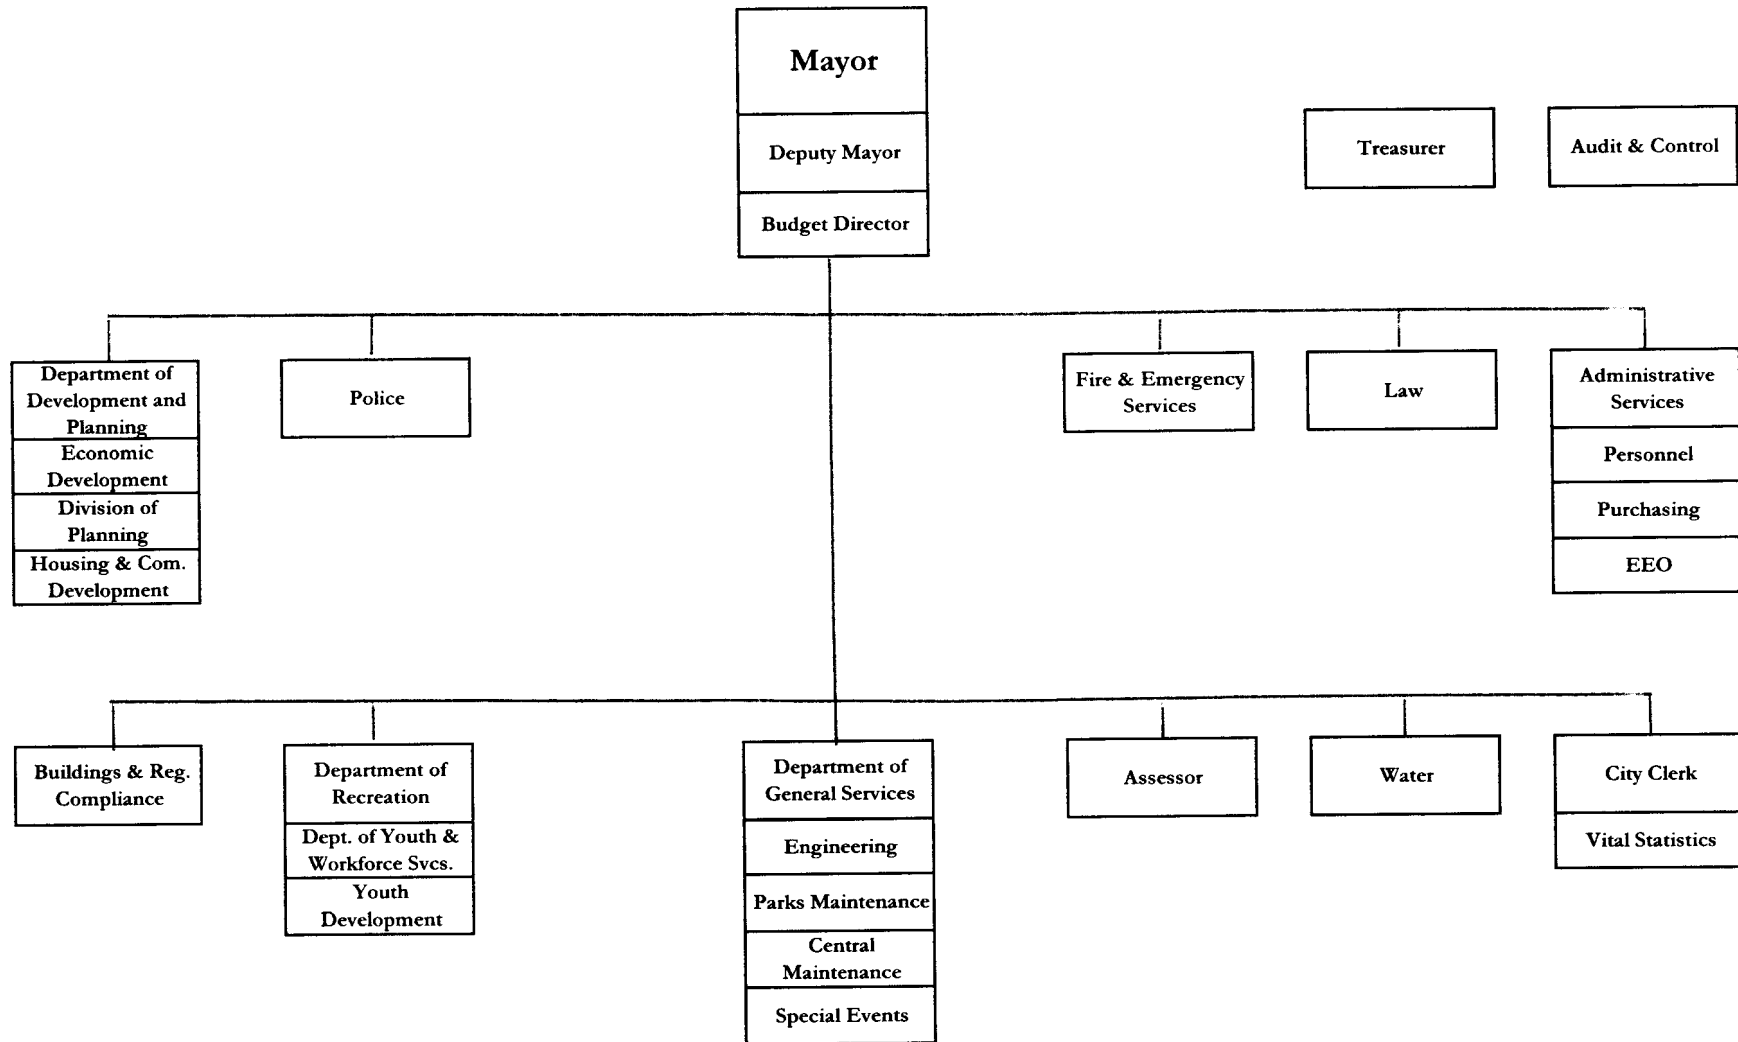 Mayor
Deputy Mayor
Budget Director
Treasurer
Audit & Control
Department of
Development and
Planning
Economic
Development
Division of
Planning
Housing & Com.
Development
Police
Fire & Emergency
Services
Law
Administrative
Services
Personnel
Purchasing
EEO
Buildings & Reg.
Compliance
Department of
Recreation
Dept. of Youth &
Workforce Svcs.
Youth
Development
Department of
General Services
Engineering
Parks Maintenance
Central
Maintenance
Special Events
Assessor
Water
City Clerk
Vital Statistics